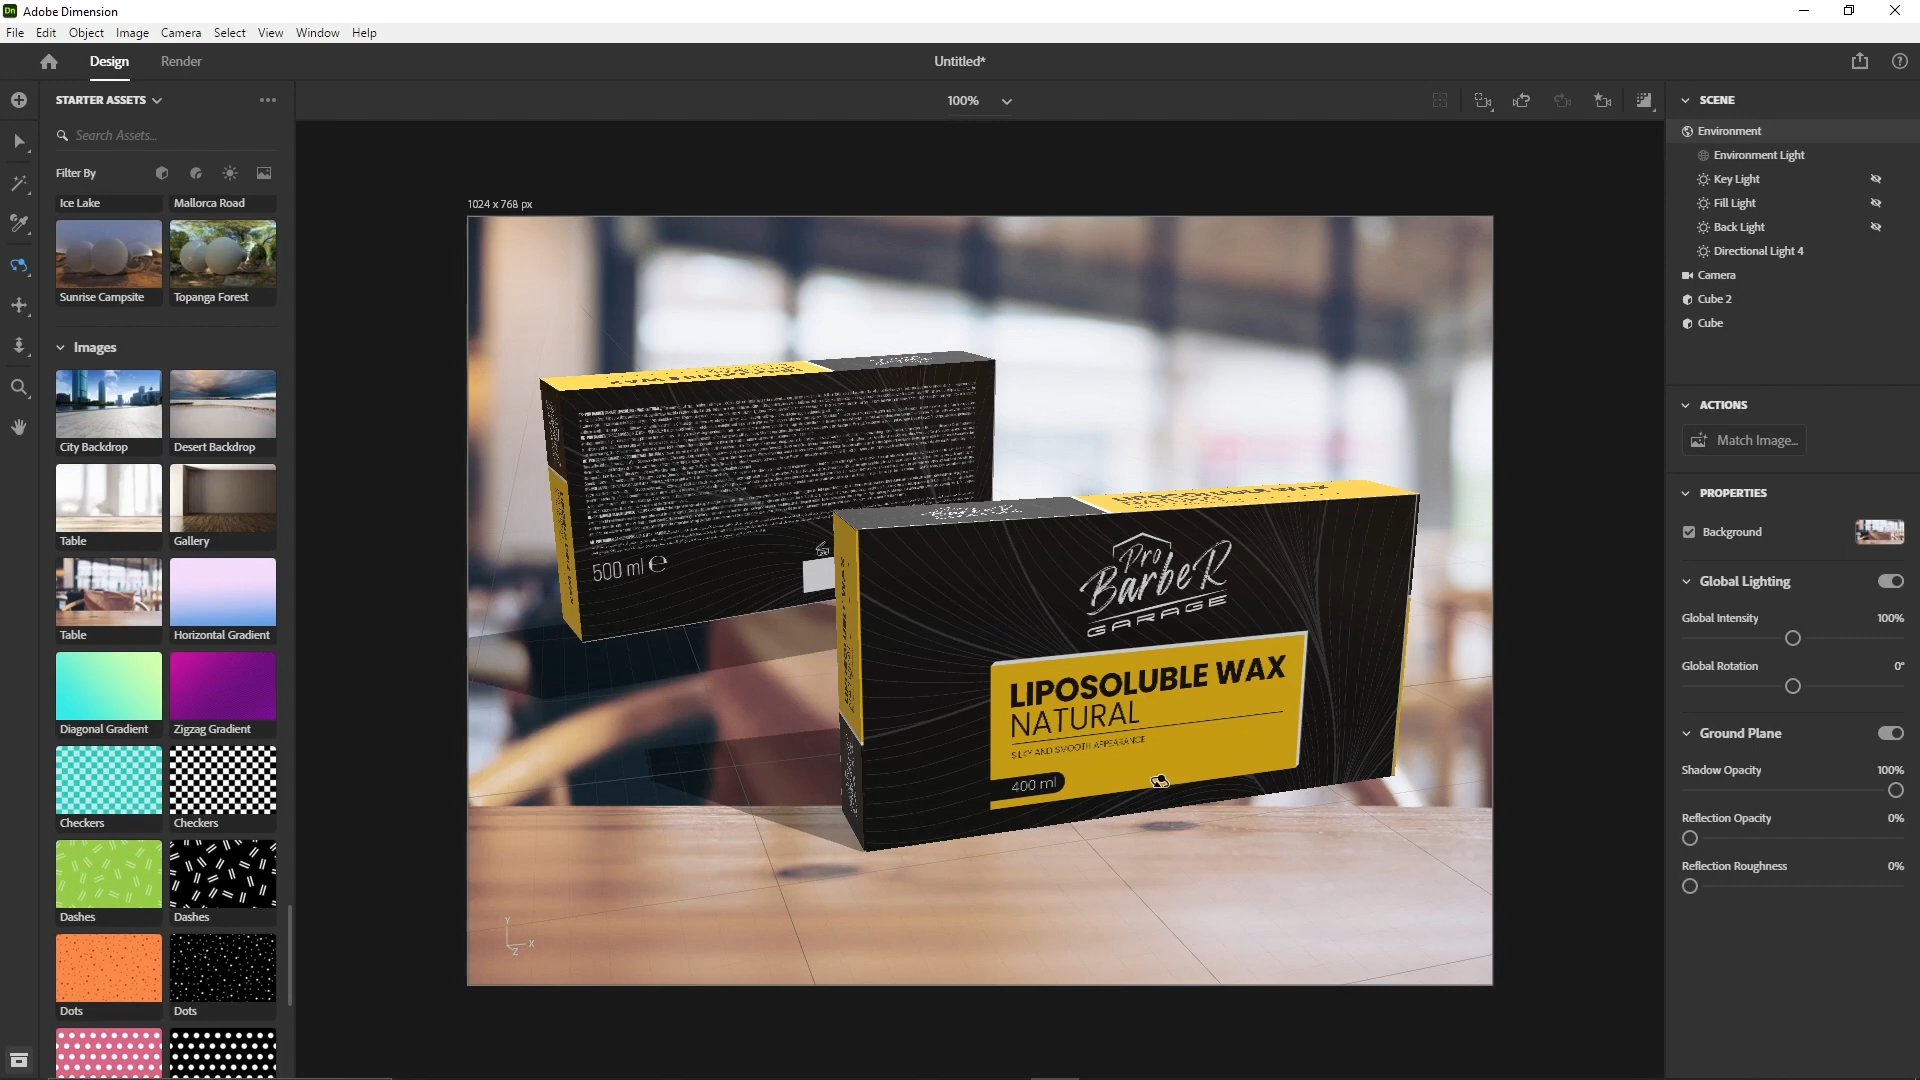 Adobe Dimension
File Edit Object Image Camera Select View Window Help
Design Render Untitled*
STARTER ASSETS
100%
Search Assets...
Filter By
Ice Lake Mallorca Road
Sunrise Campsite Topanga Forest
Images
City Backdrop Desert Backdrop
Table Gallery
Table Horizontal Gradient
Diagonal Gradient Zigzag Gradient
Checkers Checkers
Dashes Dashes
Dots Dots
1024 x 768 px
500 ml ℮
LIPOSOLUBLE WAX
Pro
BarbeR
GARAGE
LIPOSOLUBLE WAX
NATURAL
SILKY AND SMOOTH APPEARANCE
400 ml
Y
X
Z
SCENE
Environment
Environment Light
Key Light
Fill Light
Back Light
Directional Light 4
Camera
Cube 2
Cube
ACTIONS
Match Image...
PROPERTIES
Background
Global Lighting
Global Intensity 100%
Global Rotation 0°
Ground Plane
Shadow Opacity 100%
Reflection Opacity 0%
Reflection Roughness 0%